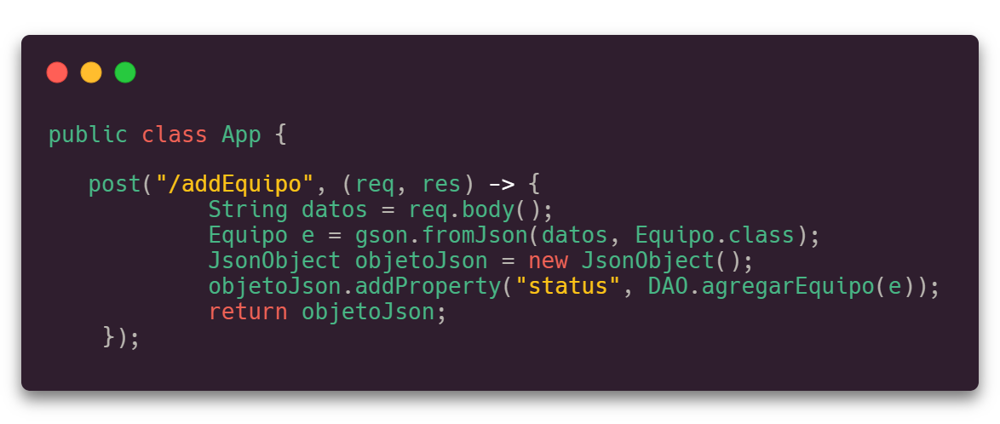 public class App {
post("/addEquipo", (req, res) -> {
String datos = req.body();
Equipo e = gson.fromJson(datos, Equipo.class);
JsonObject objetoJson = new JsonObject();
objetoJson.addProperty("status", DAO.agregarEquipo(e));
return objetoJson;
});